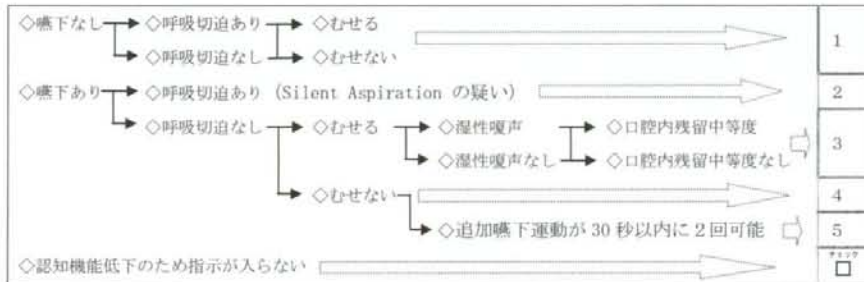 ◇嚥下なし ◇呼吸切迫あり ◇むせる 1
◇呼吸切迫なし ◇むせない
◇嚥下あり ◇呼吸切迫あり (Silent Aspiration の疑い) 2
◇呼吸切迫なし ◇むせる ◇湿性嗄声 ◇口腔内残留中等度 3
◇湿性嗄声なし ◇口腔内残留中等度なし
◇むせない 4
◇追加嚥下運動が 30 秒以内に 2 回可能 5
チェック
◇認知機能低下のため指示が入らない □